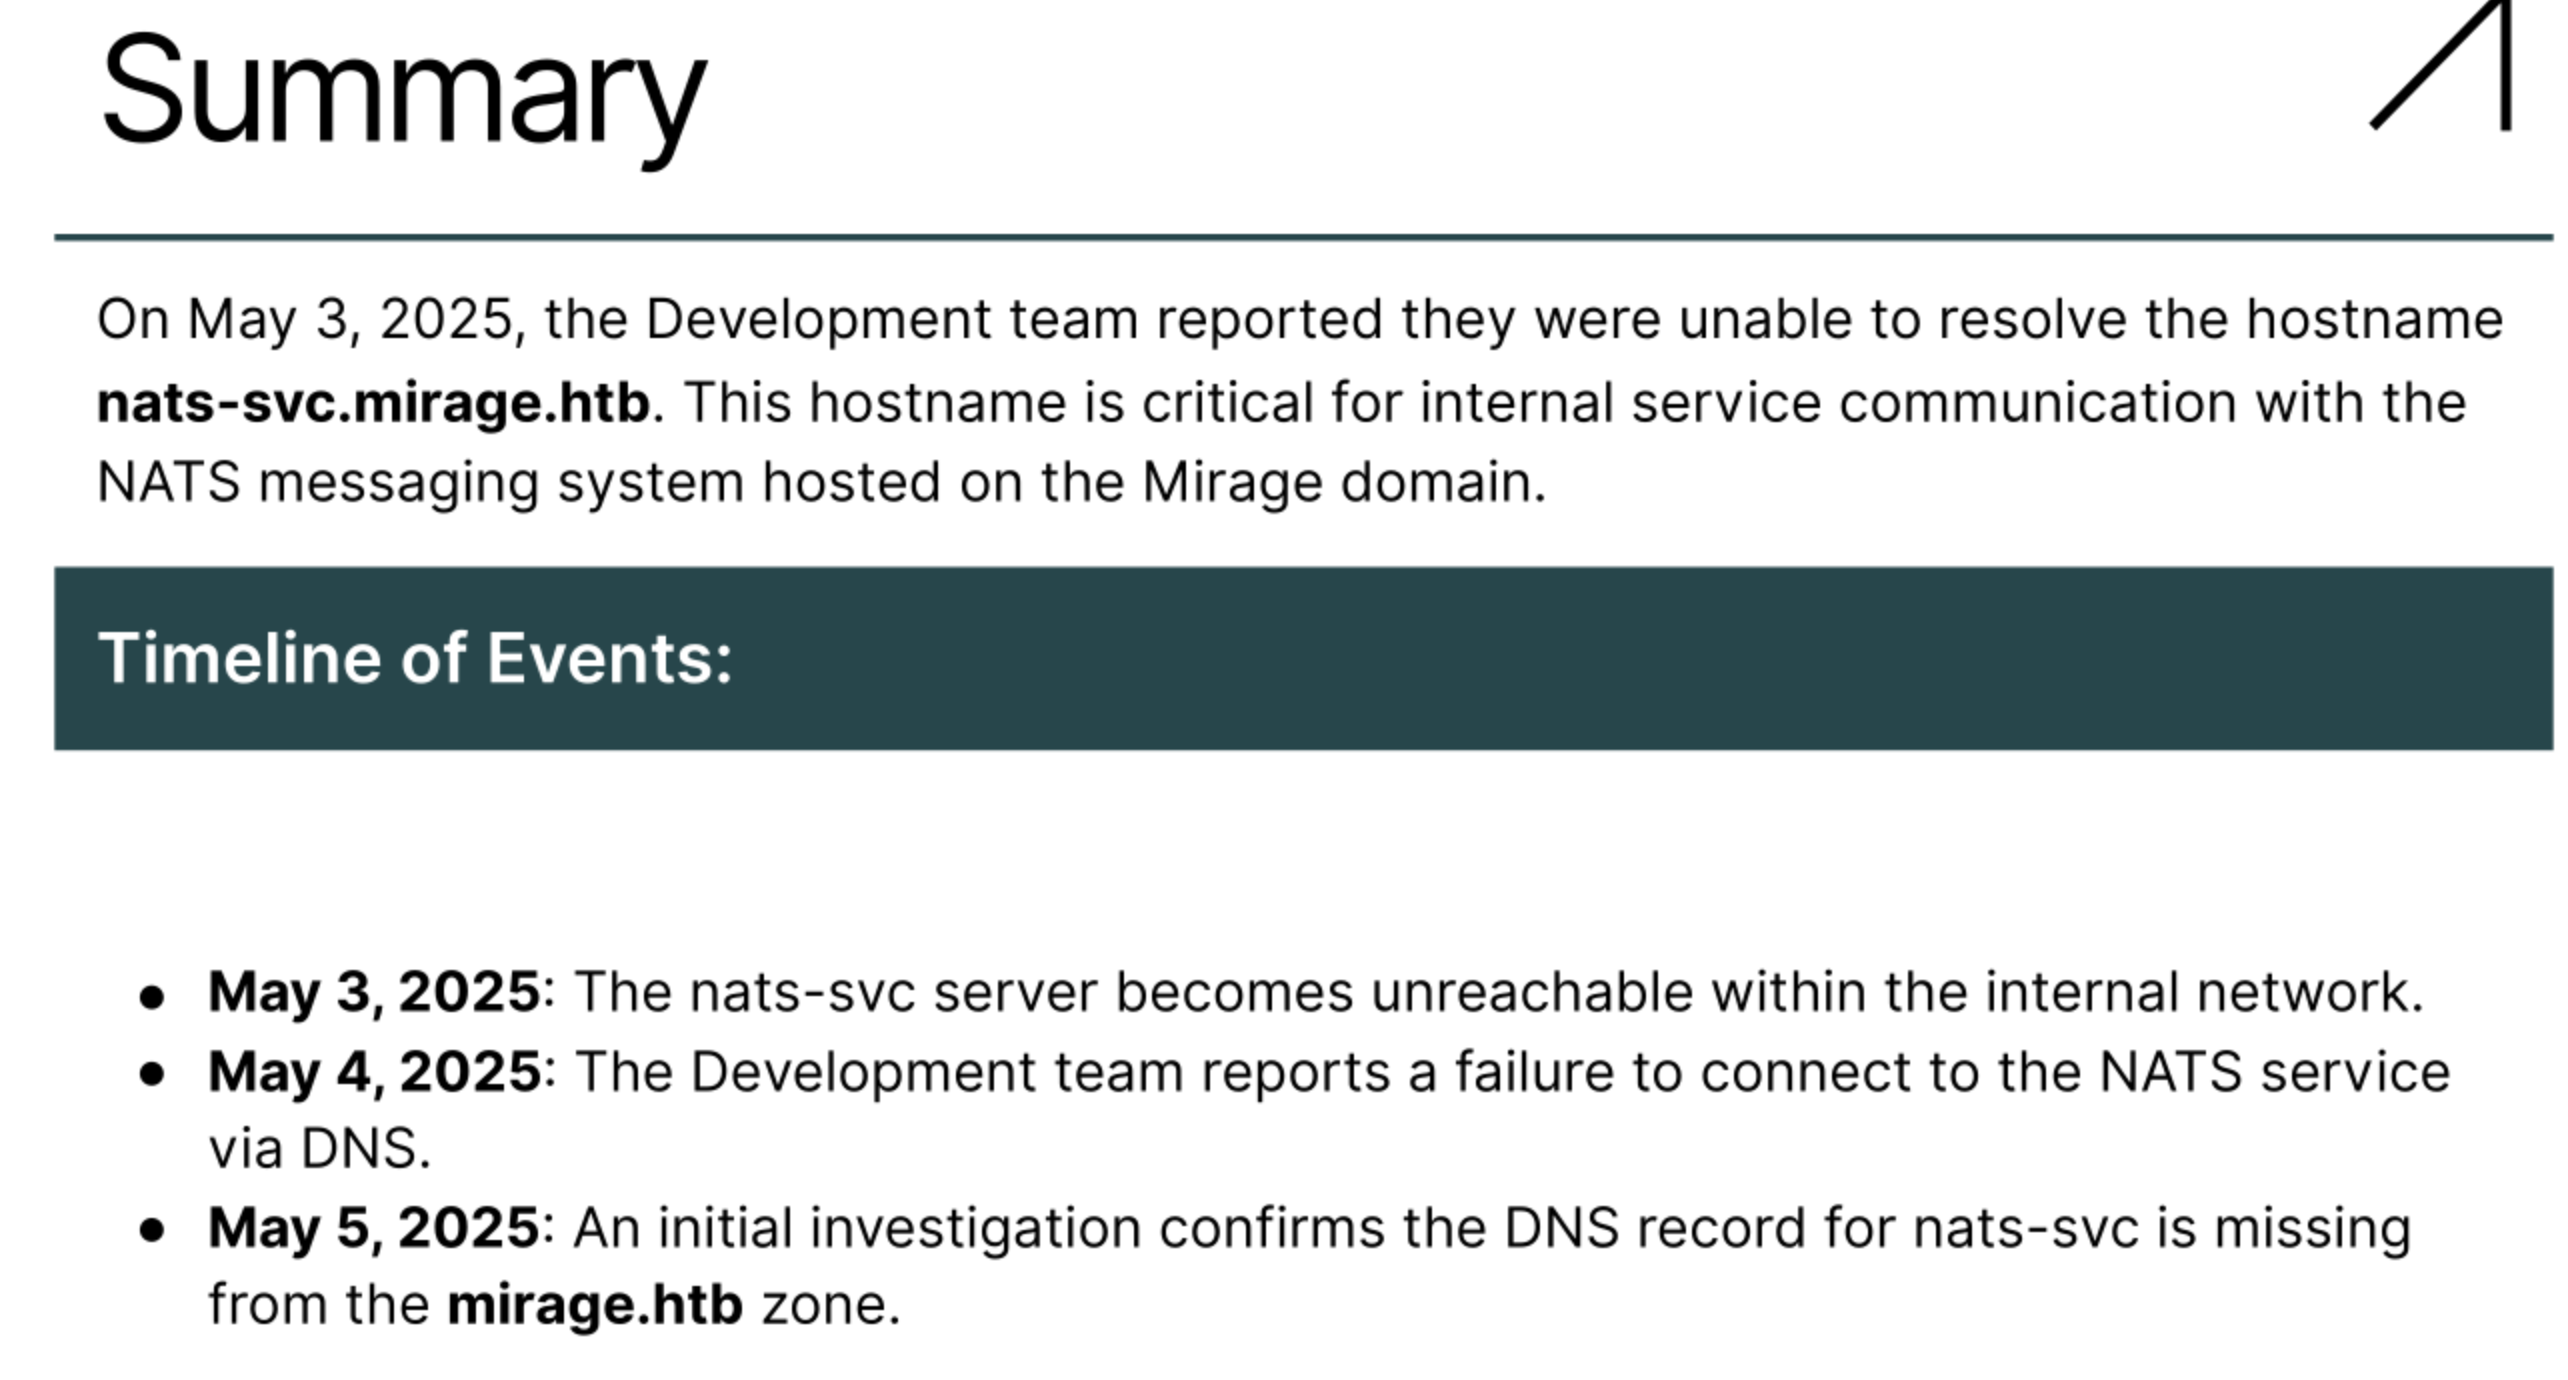 Summary
On May 3, 2025, the Development team reported they were unable to resolve the hostname
nats-svc.mirage.htb. This hostname is critical for internal service communication with the
NATS messaging system hosted on the Mirage domain.
Timeline of Events:
● May 3, 2025: The nats-svc server becomes unreachable within the internal network.
● May 4, 2025: The Development team reports a failure to connect to the NATS service
via DNS.
● May 5, 2025: An initial investigation confirms the DNS record for nats-svc is missing
from the mirage.htb zone.